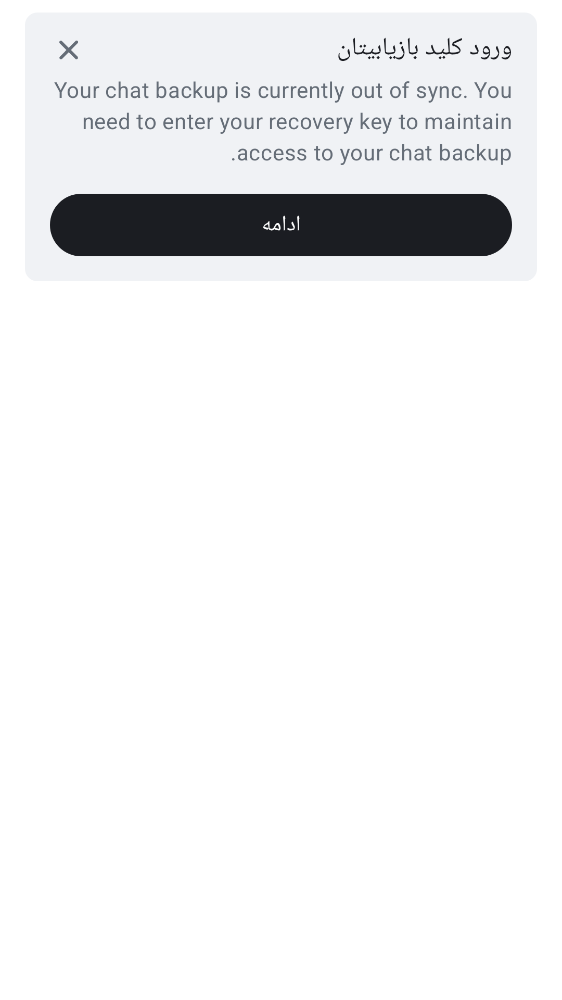 ورود کلید بازیابیتان
Your chat backup is currently out of sync. You
need to enter your recovery key to maintain
access to your chat backup.
ادامه